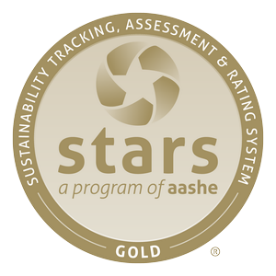 SUSTAINABILITY TRACKING, ASSESSMENT & RATING SYSTEM
stars
a program of aashe
GOLD
®